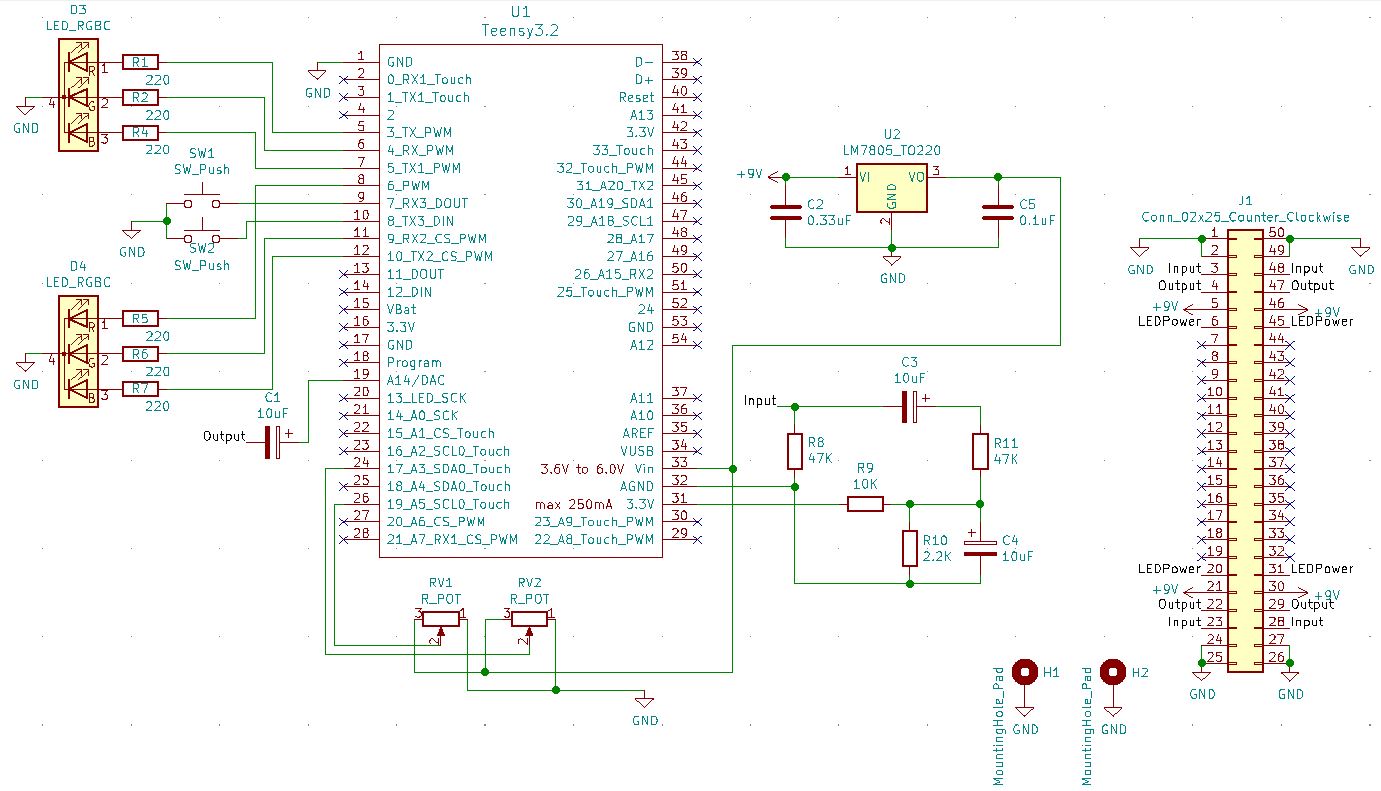 D3
LED_RGBC
R
1
G
2
B
3
4
GND
R1
220
R2
220
R4
220
SW1
SW_Push
SW2
SW_Push
GND
D4
LED_RGBC
R
1
G
2
B
3
4
GND
R5
220
R6
220
R7
220
C1
10uF
+
Output
U1
Teensy3.2
GND
1 GND
2 0_RX1_Touch
3 1_TX1_Touch
4 2
5 3_TX_PWM
6 4_RX_PWM
7 5_TX1_PWM
8 6_PWM
9 7_RX3_DOUT
10 8_TX3_DIN
11 9_RX2_CS_PWM
12 10_TX2_CS_PWM
13 11_DOUT
14 12_DIN
15 VBat
16 3.3V
17 GND
18 Program
19 A14/DAC
20 13_LED_SCK
21 14_A0_SCK
22 15_A1_CS_Touch
23 16_A2_SCL0_Touch
24 17_A3_SDA0_Touch
25 18_A4_SDA0_Touch
26 19_A5_SCL0_Touch
27 20_A6_CS_PWM
28 21_A7_RX1_CS_PWM
D- 38
D+ 39
Reset 40
A13 41
3.3V 42
33_Touch 43
32_Touch_PWM 44
31_A20_TX2 45
30_A19_SDA1 46
29_A18_SCL1 47
28_A17 48
27_A16 49
26_A15_RX2 50
25_Touch_PWM 51
24 52
GND 53
A12 54
A11 37
A10 36
AREF 35
VUSB 34
3.6V to 6.0V Vin 33
AGND 32
max 250mA 3.3V 31
23_A9_Touch_PWM 30
22_A8_Touch_PWM 29
RV1
R_POT
3
1
2
RV2
R_POT
3
1
2
GND
U2
LM7805_TO220
+9V
1 VI
VO 3
GND
2
C2
0.33uF
C5
0.1uF
GND
Input
C3
10uF
+
R8
47K
R11
47K
R9
10K
R10
2.2K
+
C4
10uF
J1
Conn_02x25_Counter_Clockwise
GND
GND
1 50
2 49
Input 3 48 Input
Output 4 47 Output
+9V 5 46 +9V
LEDPower 6 45 LEDPower
7 44
8 43
9 42
10 41
11 40
12 39
13 38
14 37
15 36
16 35
17 34
18 33
19 32
LEDPower 20 31 LEDPower
+9V 21 30 +9V
Output 22 29 Output
Input 23 28 Input
24 27
25 26
GND
GND
H1
MountingHole_Pad
GND
H2
MountingHole_Pad
GND